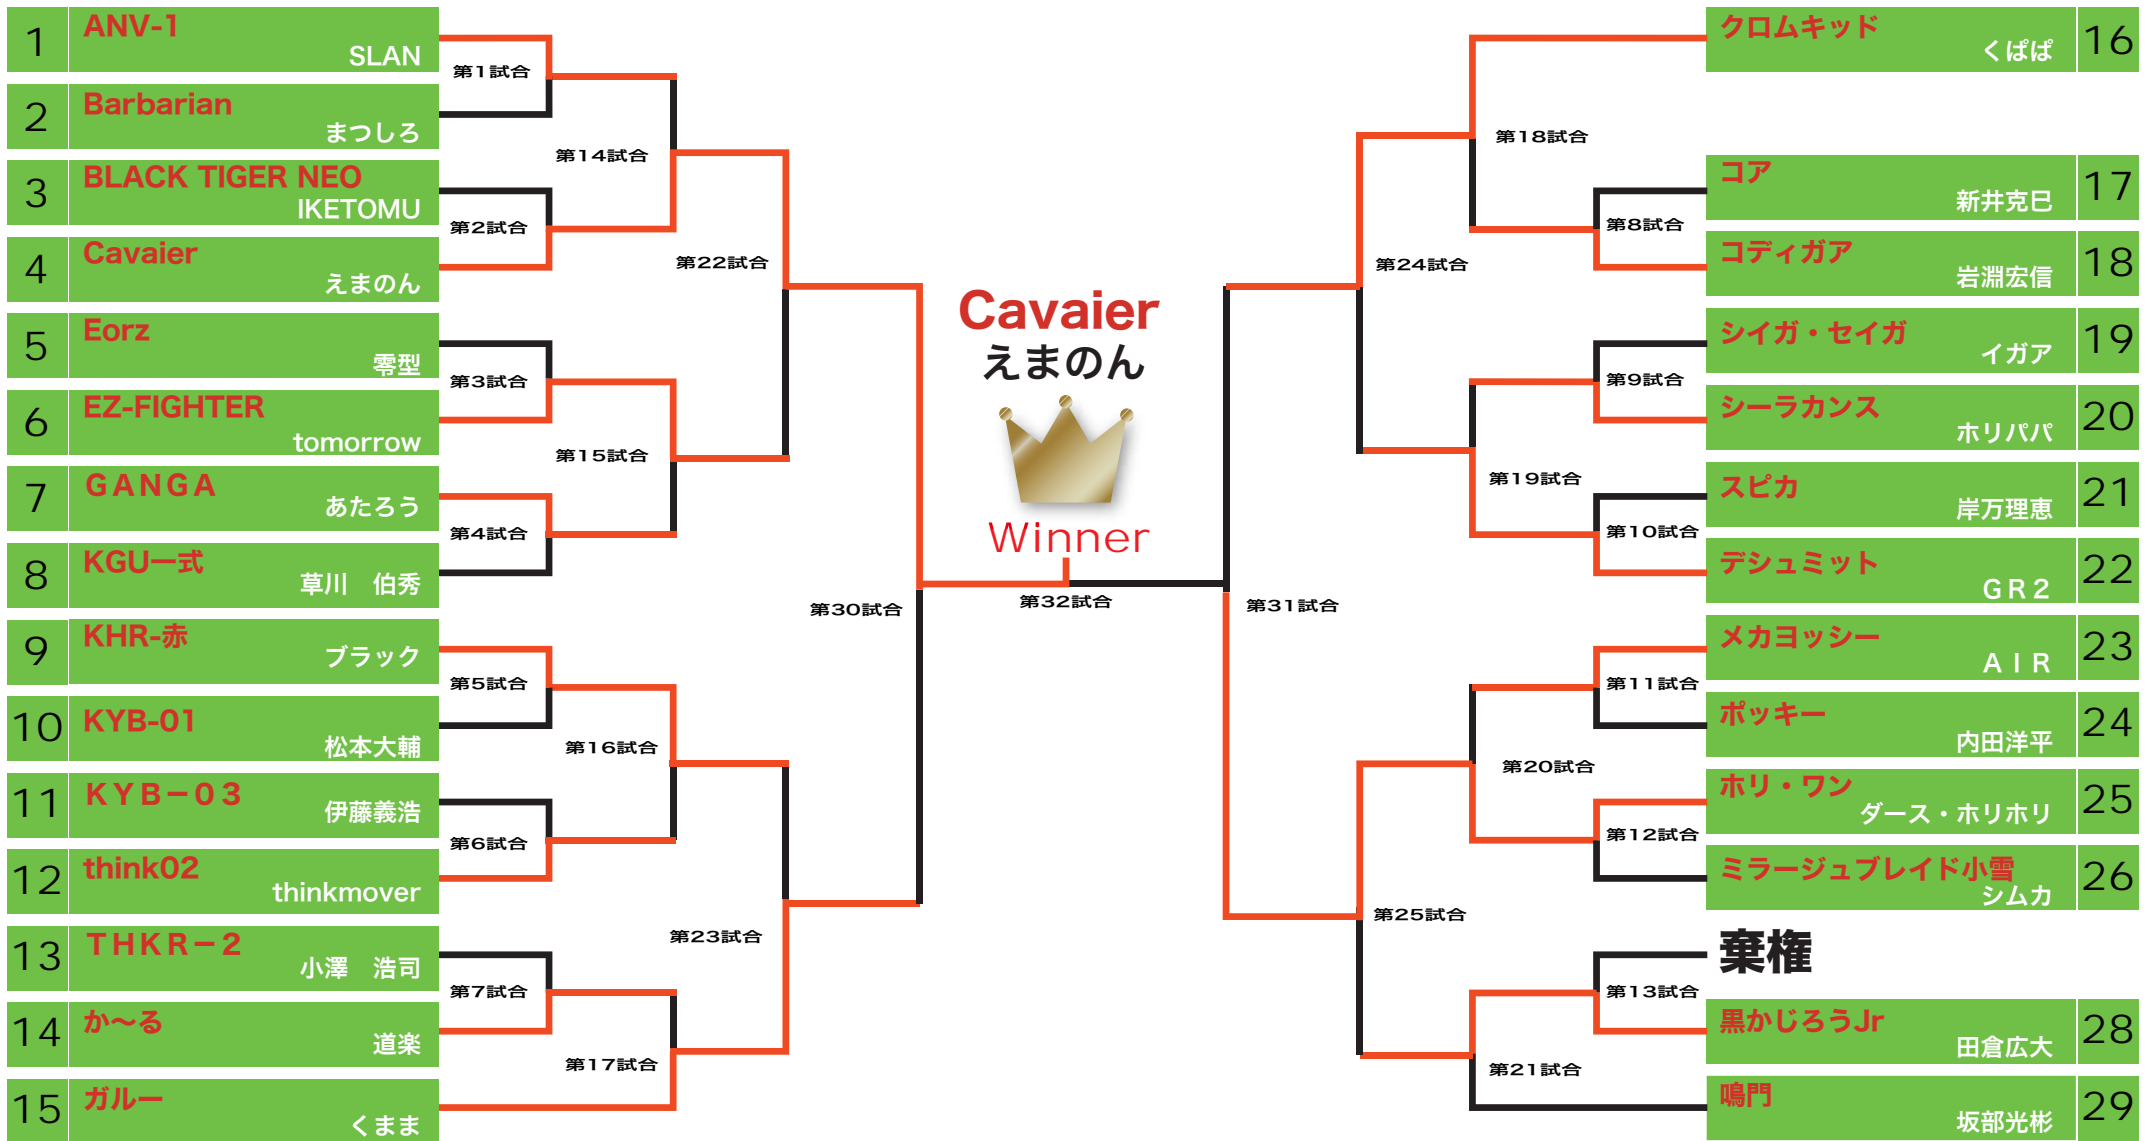 1
ANV-1
SLAN
2
Barbarian
まつしろ
3
BLACK TIGER NEO
IKETOMU
4
Cavaier
えまのん
5
Eorz
零型
6
EZ-FIGHTER
tomorrow
7
ＧＡＮＧＡ
あたろう
8
KGU一式
草川　伯秀
9
KHR-赤
ブラック
10
KYB-01
松本大輔
11
ＫＹＢ－０３
伊藤義浩
12
think02
thinkmover
13
ＴＨＫＲ－２
小澤　浩司
14
か〜る
道楽
15
ガルー
くまま
第1試合
第2試合
第3試合
第4試合
第5試合
第6試合
第7試合
第14試合
第15試合
第16試合
第17試合
第22試合
第23試合
第30試合
Cavaier
えまのん
Winner
第32試合
第31試合
第24試合
第25試合
第18試合
第19試合
第20試合
第21試合
第8試合
第9試合
第10試合
第11試合
第12試合
第13試合
クロムキッド
くぱぱ
16
コア
新井克巳
17
コディガア
岩淵宏信
18
シイガ・セイガ
イガア
19
シーラカンス
ホリパパ
20
スピカ
岸万理恵
21
デシュミット
ＧＲ２
22
メカヨッシー
ＡＩＲ
23
ポッキー
内田洋平
24
ホリ・ワン
ダース・ホリホリ
25
ミラージュブレイド小雪
シムカ
26
棄権
黒かじろうJr
田倉広大
28
鳴門
坂部光彬
29